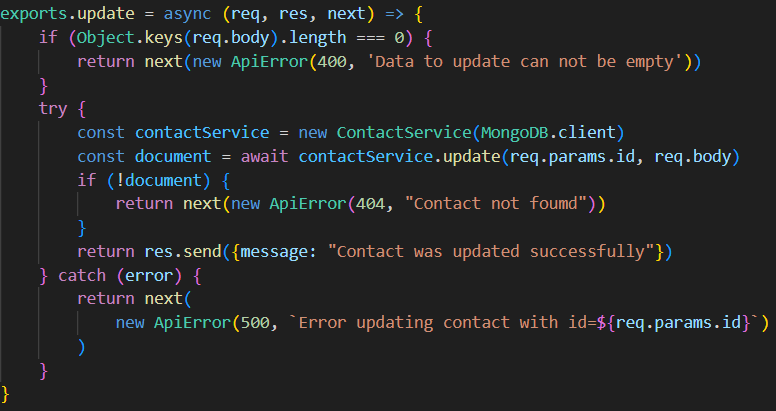 exports.update = async (req, res, next) => {
    if (Object.keys(req.body).length === 0) {
        return next(new ApiError(400, 'Data to update can not be empty'))
    }
    try {
        const contactService = new ContactService(MongoDB.client)
        const document = await contactService.update(req.params.id, req.body)
        if (!document) {
            return next(new ApiError(404, "Contact not foumd"))
        }
        return res.send({message: "Contact was updated successfully"})
    } catch (error) {
        return next(
            new ApiError(500, `Error updating contact with id=${req.params.id}`)
        )
    }
}